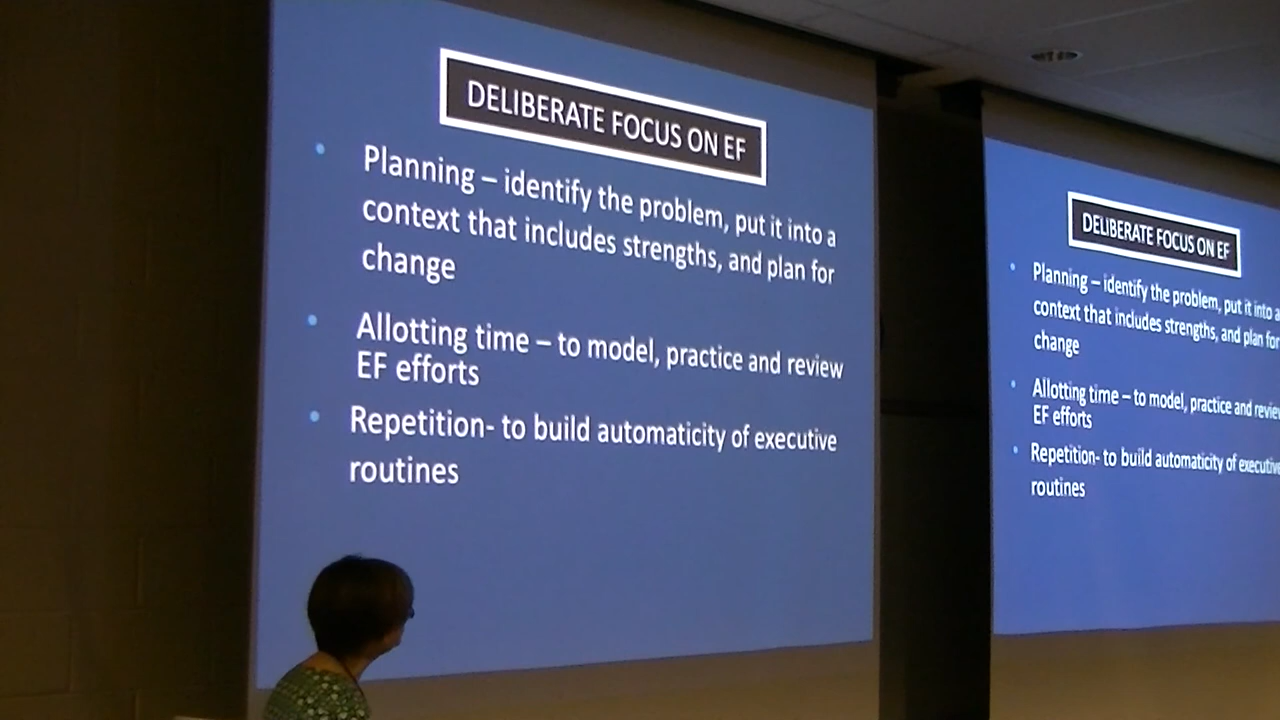 DELIBERATE FOCUS ON EF
Planning – identify the problem, put it into a
context that includes strengths, and plan for
change
Allotting time – to model, practice and review
EF efforts
Repetition- to build automaticity of executive
routines
DELIBERATE FOCUS ON EF
Planning – identify the problem, put it into a
context that includes strengths, and plan for
change
Allotting time – to model, practice and review
EF efforts
Repetition- to build automaticity of executive
routines